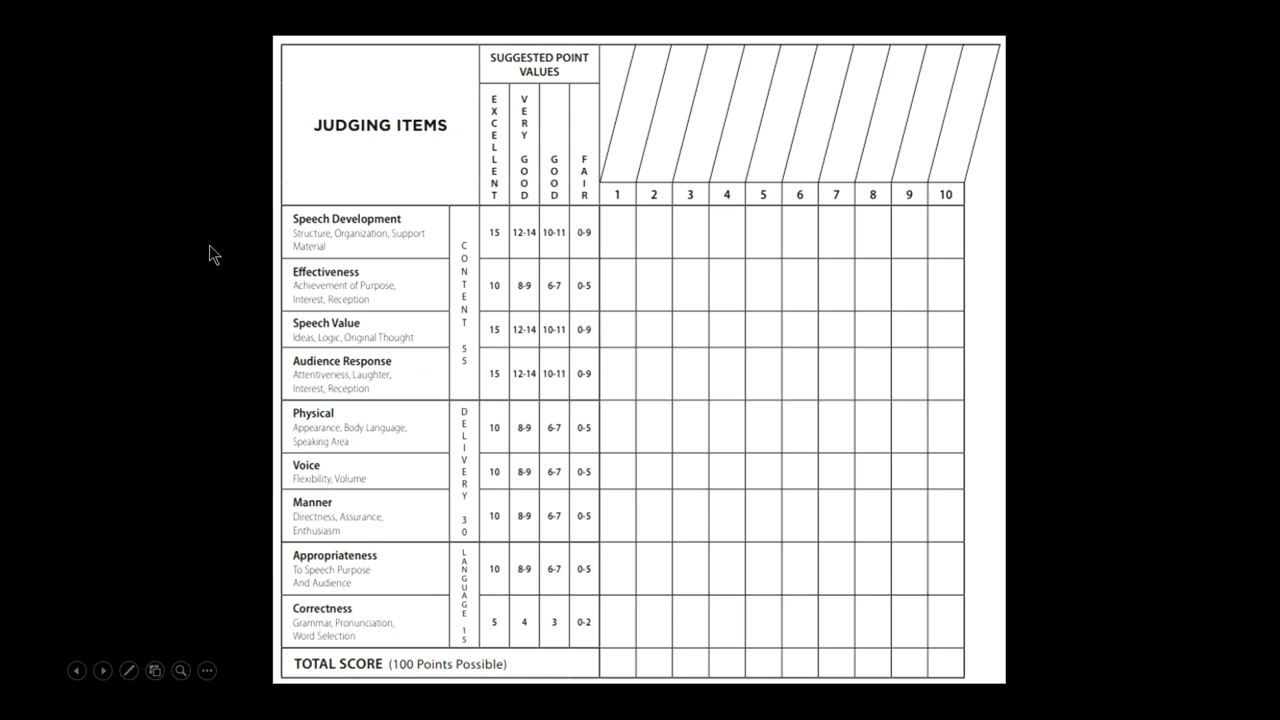 SUGGESTED POINT
VALUES
JUDGING ITEMS
EXCELLENT
VERY GOOD
GOOD
FAIR
1 2 3 4 5 6 7 8 9 10
Speech Development
Structure, Organization, Support
Material
15 12-14 10-11 0-9
Effectiveness
Achievement of Purpose,
Interest, Reception
10 8-9 6-7 0-5
Speech Value
Ideas, Logic, Original Thought
15 12-14 10-11 0-9
Audience Response
Attentiveness, Laughter,
Interest, Reception
15 12-14 10-11 0-9
CONTENT 55
Physical
Appearance, Body Language,
Speaking Area
10 8-9 6-7 0-5
Voice
Flexibility, Volume
10 8-9 6-7 0-5
Manner
Directness, Assurance,
Enthusiasm
10 8-9 6-7 0-5
DELIVERY 30
Appropriateness
To Speech Purpose
And Audience
10 8-9 6-7 0-5
Correctness
Grammar, Pronunciation,
Word Selection
5 4 3 0-2
LANGUAGE 15
TOTAL SCORE (100 Points Possible)